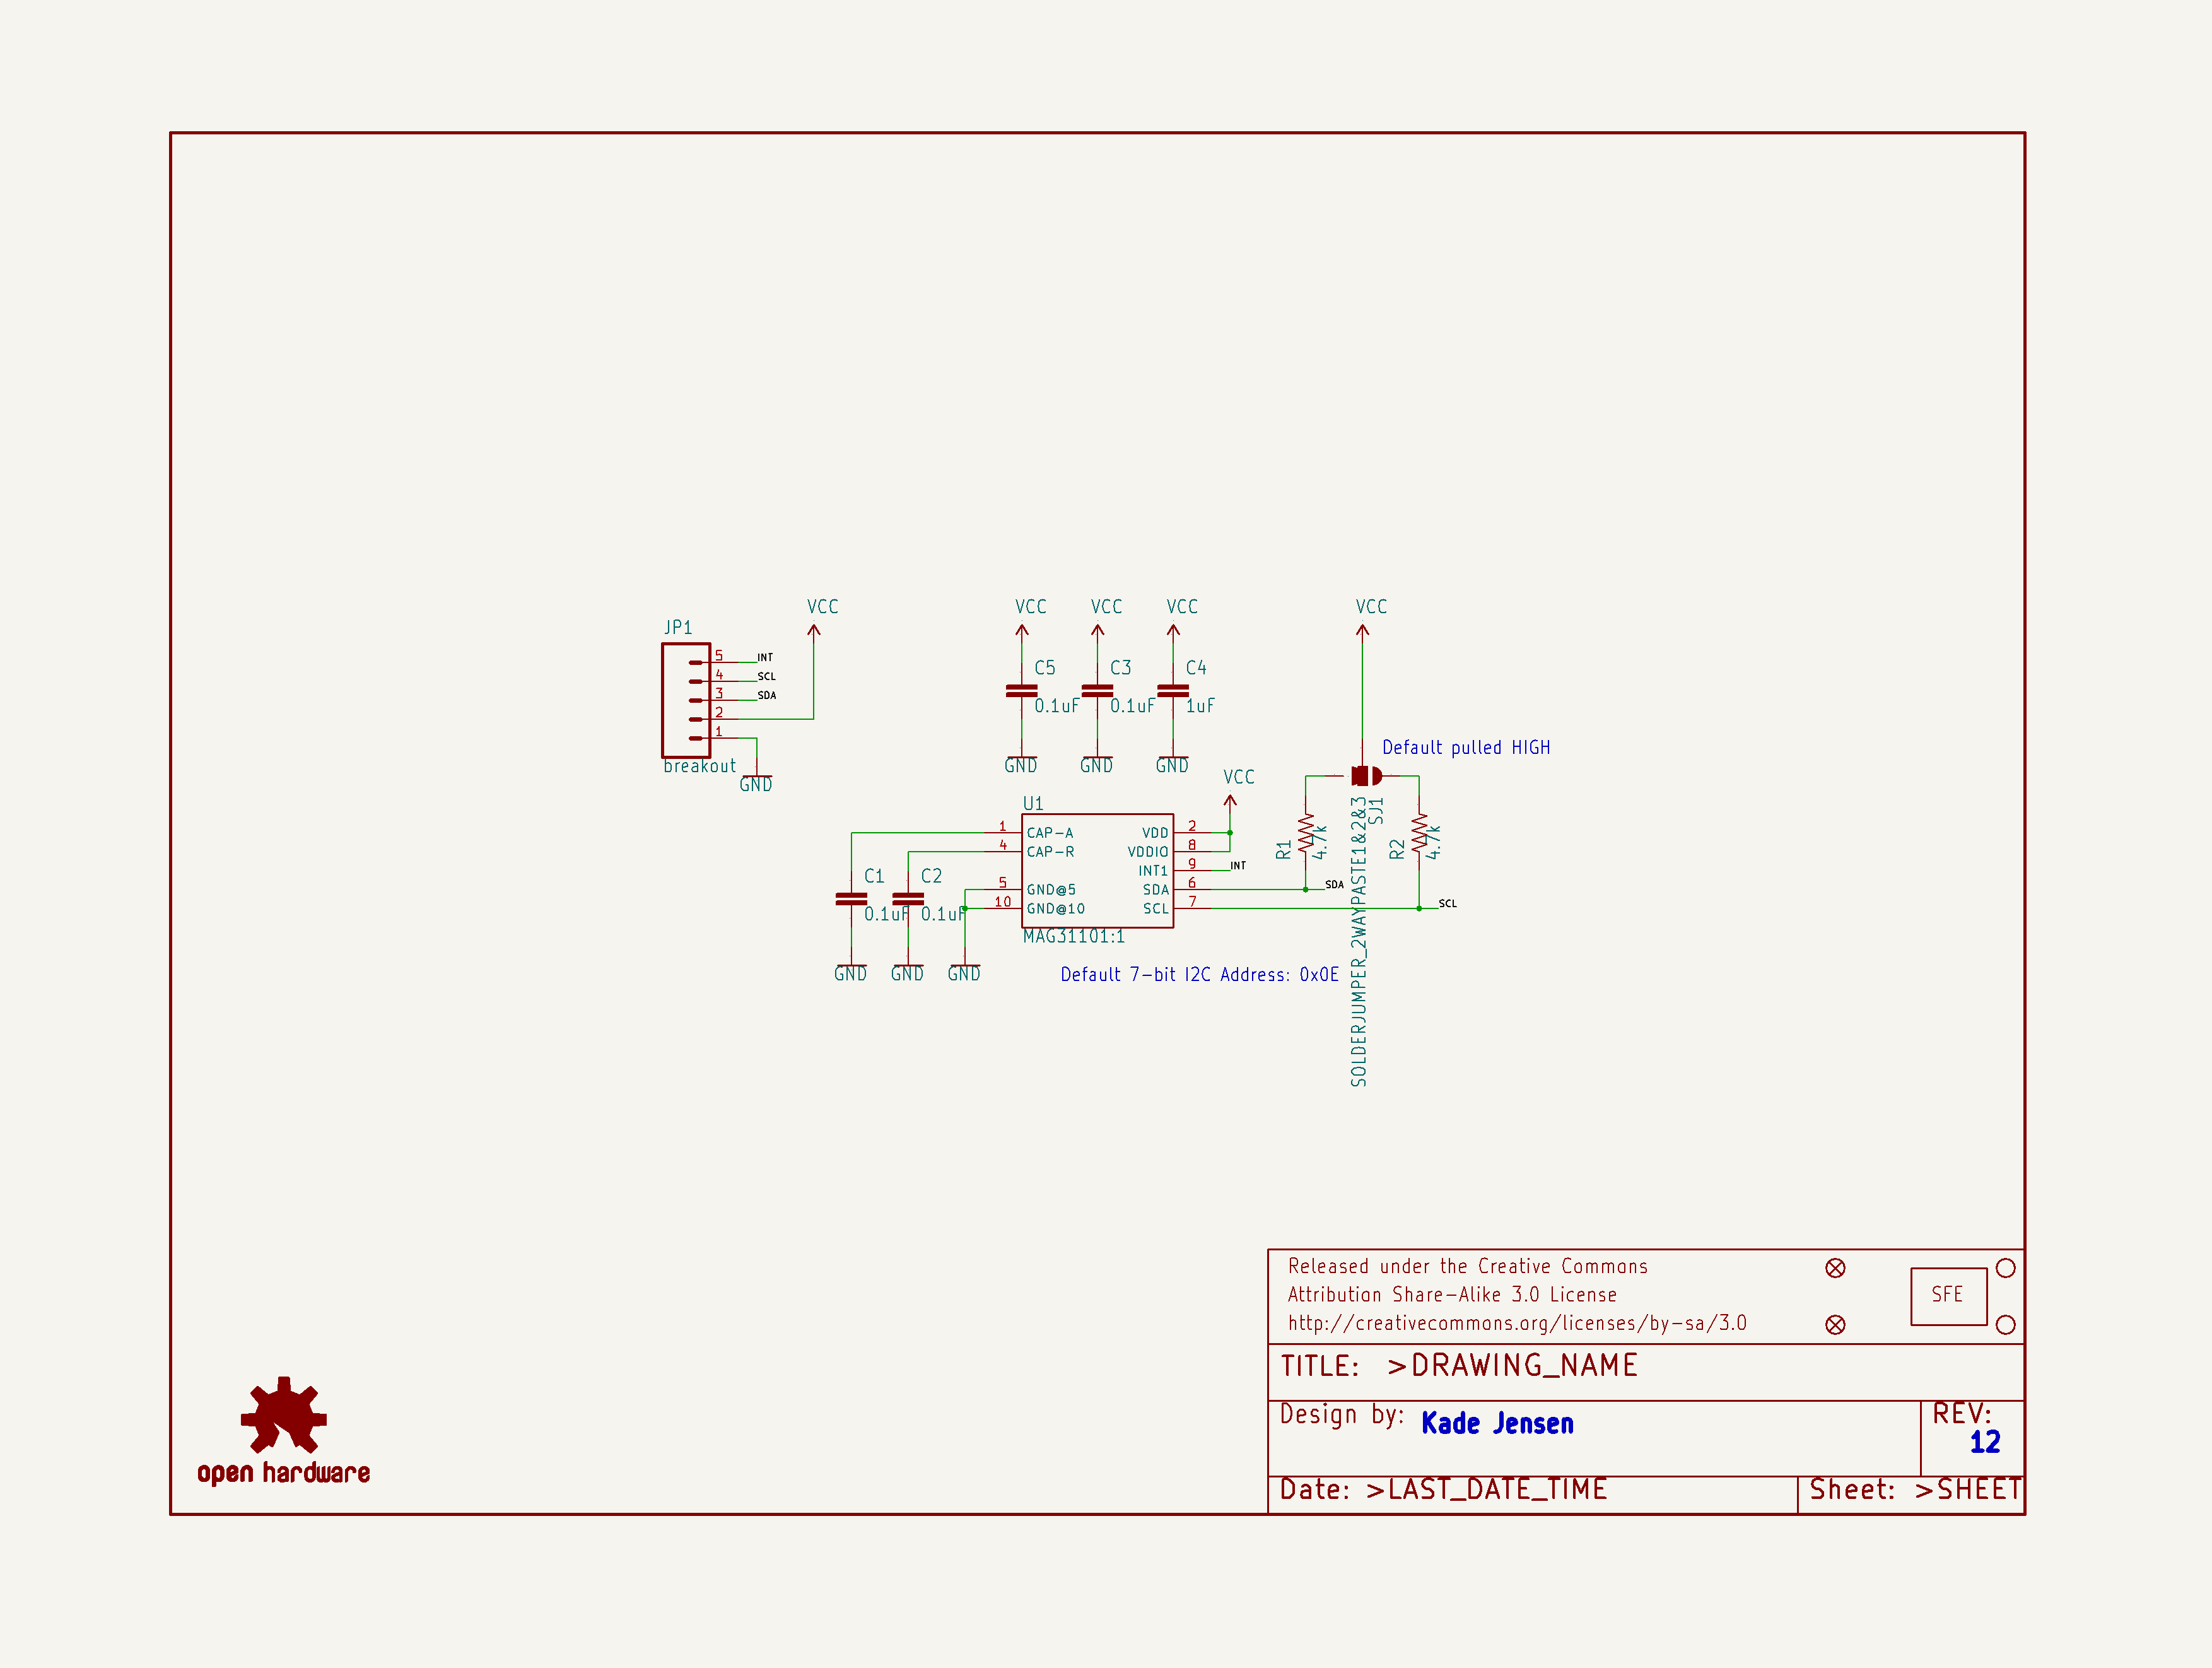 VCC
VCC
VCC
VCC
VCC
JP1
5
INT
4
SCL
3
SDA
2
1
breakout
GND
C5
0.1uF
GND
C3
0.1uF
GND
C4
1uF
GND
Default pulled HIGH
VCC
SJ1
SOLDERJUMPER_2WAYPASTE1&2&3
R1
4.7k
R2
4.7k
U1
1
CAP-A
VDD
2
4
CAP-R
VDDIO
8
INT1
9
INT
5
GND@5
SDA
6
SDA
10
GND@10
SCL
7
SCL
MAG31101:1
C1
0.1uF
C2
0.1uF
GND
GND
GND
Default 7-bit I2C Address: 0x0E
Released under the Creative Commons
Attribution Share-Alike 3.0 License
http://creativecommons.org/licenses/by-sa/3.0
SFE
TITLE: >DRAWING_NAME
Design by: Kade Jensen
REV:
12
Date: >LAST_DATE_TIME
Sheet: >SHEET
open hardware